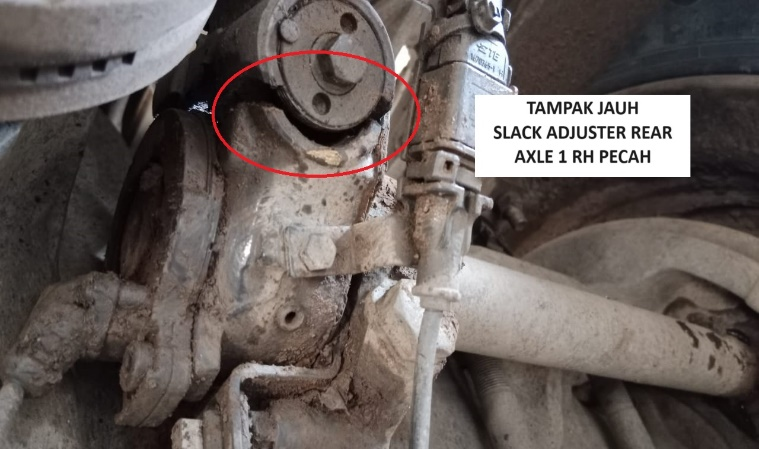 TAMPAK JAUH
SLACK ADJUSTER REAR
AXLE 1 RH PECAH